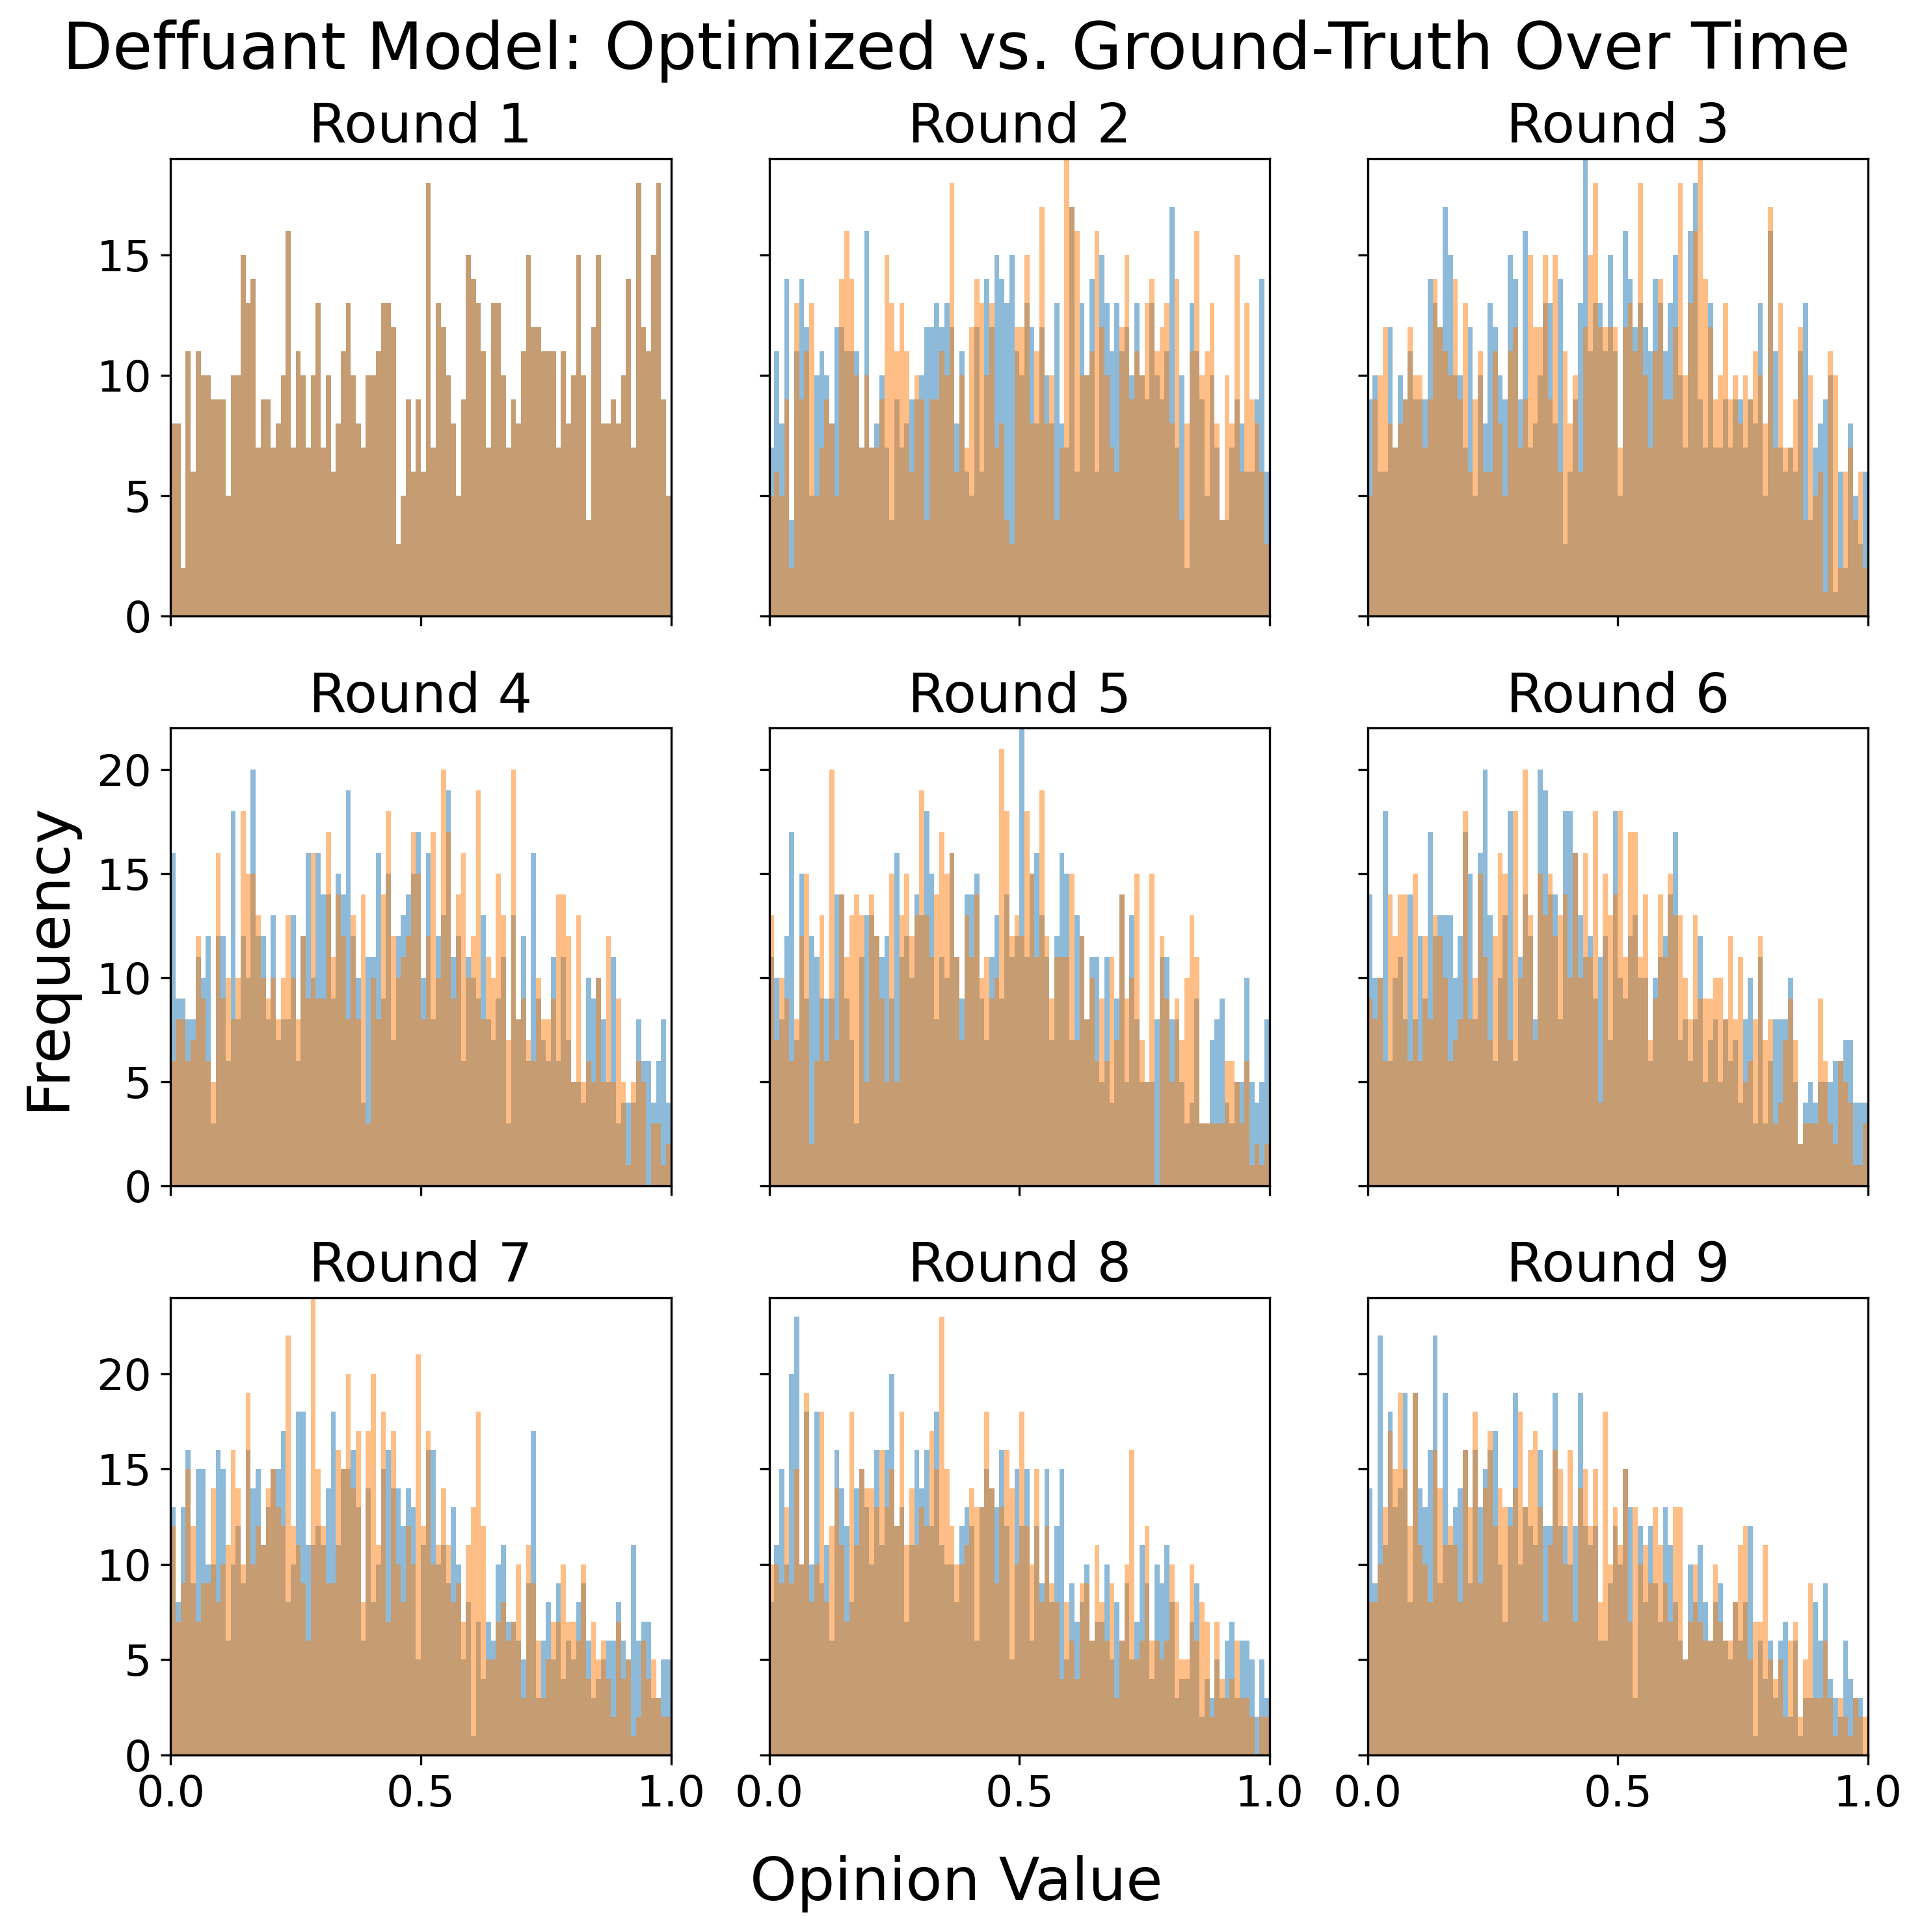 Deffuant Model: Optimized vs. Ground-Truth Over Time
Round 1
Round 2
Round 3
15
10
5
0
Round 4
Round 5
Round 6
20
15
10
5
0
Frequency
Round 7
Round 8
Round 9
20
15
10
5
0
0.0 0.5 1.0 0.0 0.5 1.0 0.0 0.5 1.0
Opinion Value